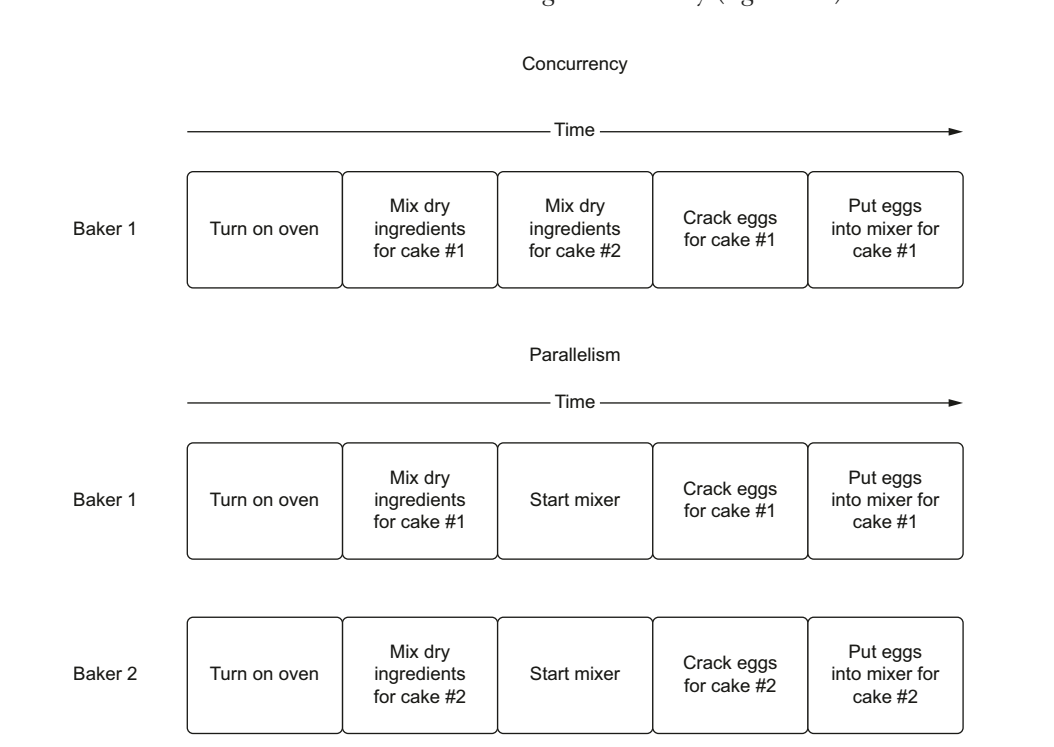 Concurrency
Time
Baker 1
Turn on oven
Mix dry
ingredients
for cake #1
Mix dry
ingredients
for cake #2
Crack eggs
for cake #1
Put eggs
into mixer for
cake #1
Parallelism
Time
Baker 1
Turn on oven
Mix dry
ingredients
for cake #1
Start mixer
Crack eggs
for cake #1
Put eggs
into mixer for
cake #1
Baker 2
Turn on oven
Mix dry
ingredients
for cake #2
Start mixer
Crack eggs
for cake #2
Put eggs
into mixer for
cake #2